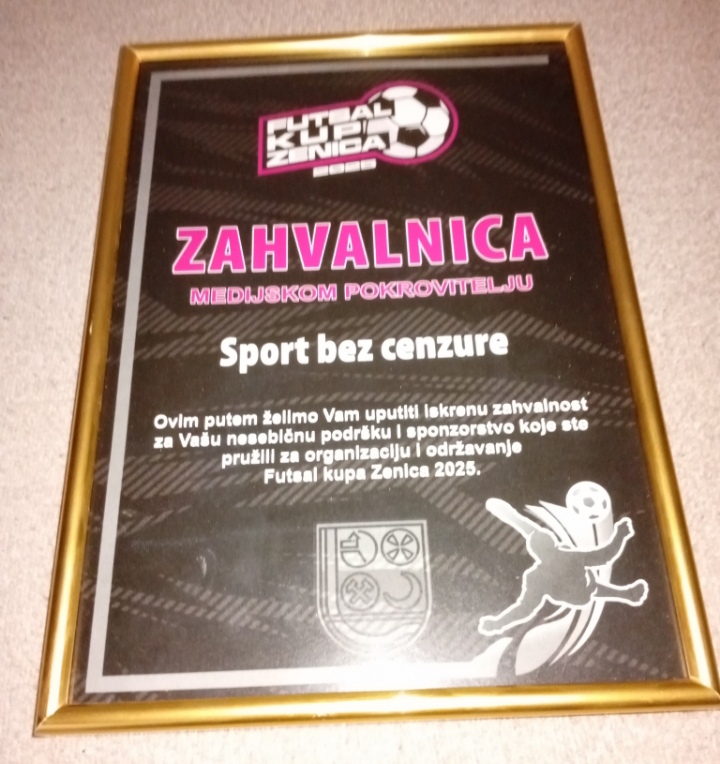 FUTSAL
KUP
ZENICA
2025
ZAHVALNICA
MEDIJSKOM POKROVITELJU
Sport bez cenzure
Ovim putem želimo Vam uputiti iskrenu zahvalnost
za Vašu nesebičnu podršku i sponzorstvo koje ste
pružili za organizaciju i održavanje
Futsal kupa Zenica 2025.